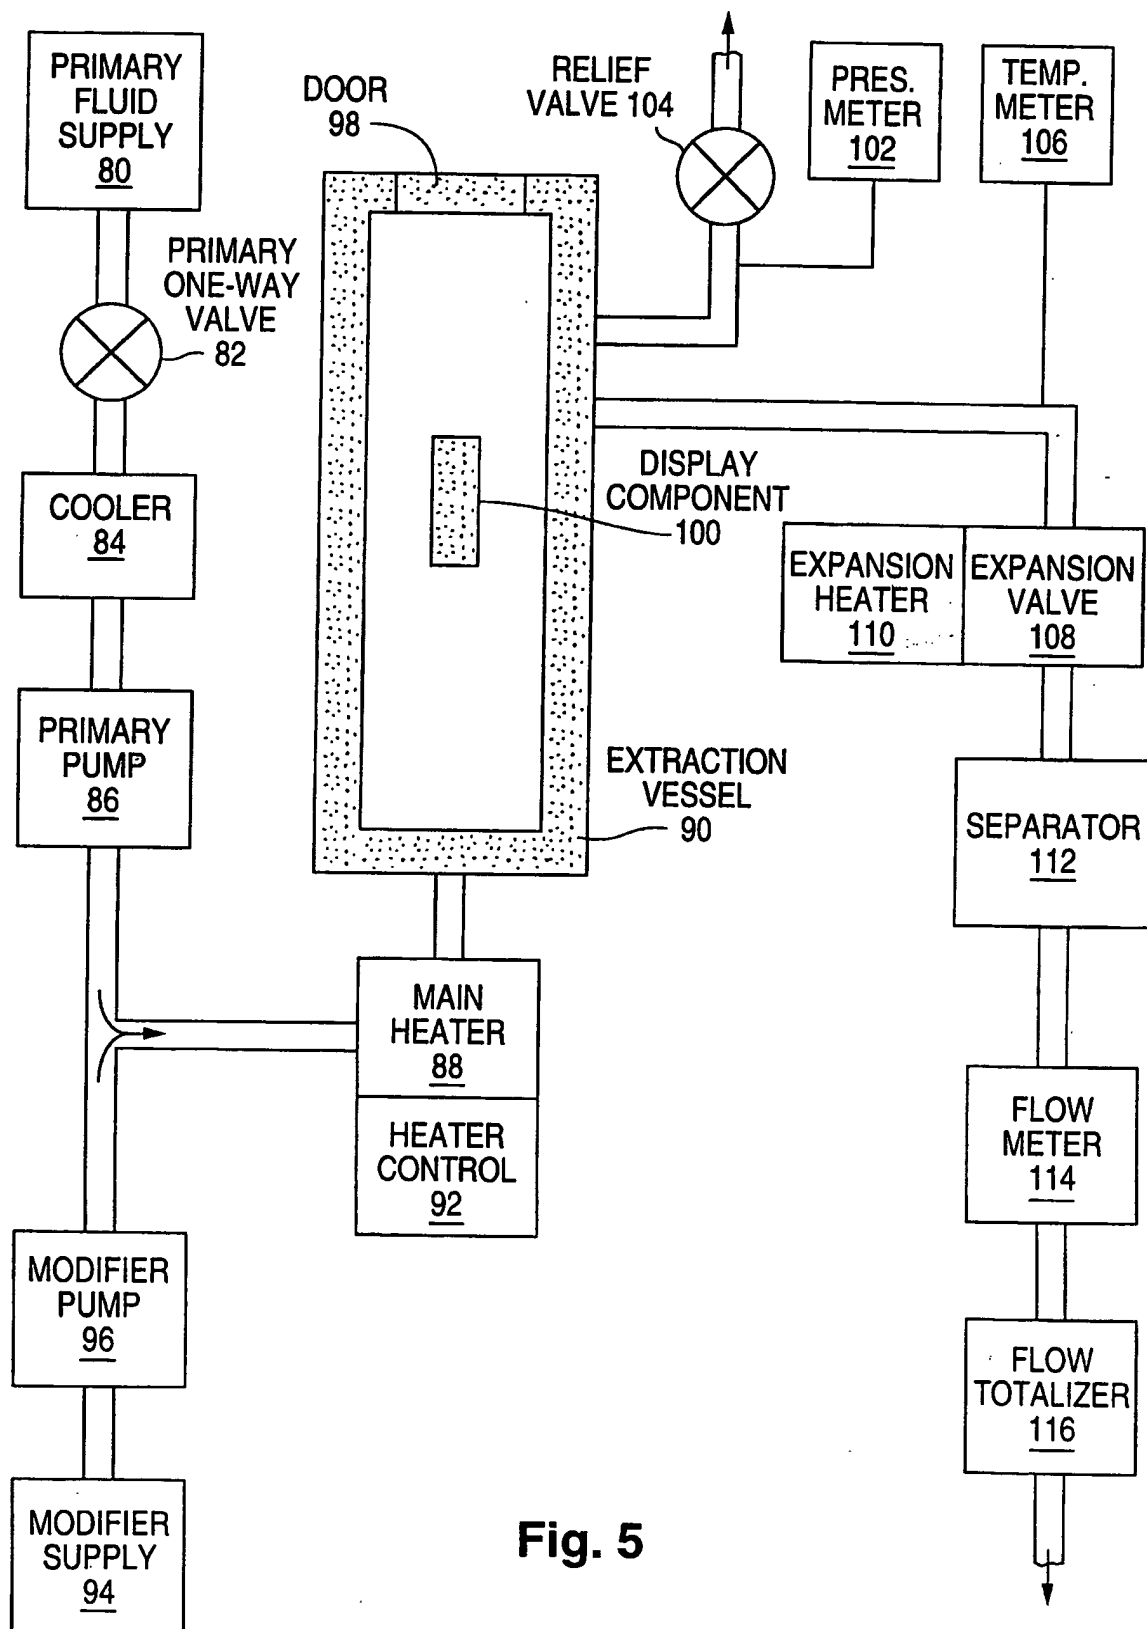 PRIMARY
FLUID
SUPPLY
80
PRIMARY
ONE-WAY
VALVE
82
COOLER
84
PRIMARY
PUMP
86
MODIFIER
PUMP
96
MODIFIER
SUPPLY
94
DOOR
98
DISPLAY
COMPONENT
100
EXTRACTION
VESSEL
90
MAIN
HEATER
88
HEATER
CONTROL
92
RELIEF
VALVE 104
PRES.
METER
102
TEMP.
METER
106
EXPANSION
HEATER
110
EXPANSION
VALVE
108
SEPARATOR
112
FLOW
METER
114
FLOW
TOTALIZER
116
Fig. 5